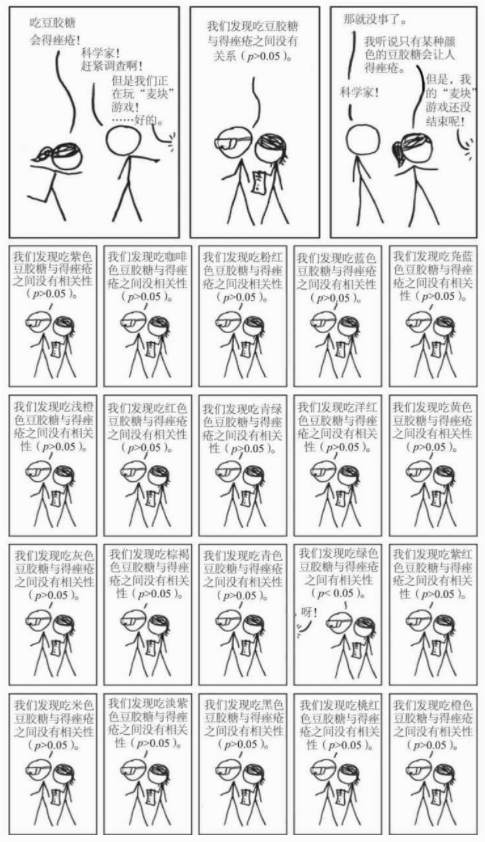 吃豆胶糖
会得痤疮！
科学家！
赶紧调查啊！
但是我们正
在玩“麦块”
游戏！
……好的。
我们发现吃豆胶糖
与得痤疮之间没有
关系（p>0.05）。
那就没事了。
我听说只有某种颜
色的豆胶糖会让人
得痤疮。
科学家！
但是，我
的“麦块”
游戏还没
结束呢！
我们发现吃紫色
豆胶糖与得痤疮
之间没有相关性
（p>0.05）。
我们发现吃咖啡
色豆胶糖与得痤
疮之间没相关性
（p>0.05）。
我们发现吃粉红
色豆胶糖与得痤
疮之间没相关性
（p>0.05）。
我们发现吃蓝色
豆胶糖与得痤疮
之间没有相关性
（p>0.05）。
我们发现吃凫蓝
色豆胶糖与得痤
疮之间没有相关
性（p>0.05）。
我们发现吃浅橙
色豆胶糖与得痤
疮之间没有相关
性（p>0.05）。
我们发现吃红色
豆胶糖与得痤疮
之间没有相关性
（p>0.05）。
我们发现吃青绿
色豆胶糖与得痤
疮之间没有相关
性（p>0.05）。
我们发现吃洋红
色豆胶糖与得痤
疮之间没有相关
性（p>0.05）。
我们发现吃黄色
豆胶糖与得痤疮
之间没有相关性
（p>0.05）。
我们发现吃灰色
豆胶糖与得痤疮
之间没有相关性
（p>0.05）。
我们发现吃棕褐
色豆胶糖与得痤
疮之间没有相关
性（p>0.05）。
我们发现吃青色
豆胶糖与得痤疮
之间没有相关性
（p>0.05）。
我们发现吃绿色
豆胶糖与得痤疮
之间有相关性
（p< 0.05）。
呀！
我们发现吃紫红
色豆胶糖与得痤
疮之间没有相关
性（p>0.05）。
我们发现吃米色
豆胶糖与得痤疮
之间没有相关性
（p>0.05）。
我们发现吃淡紫
色豆胶糖与得痤
疮之间没有相关
性（p>0.05）。
我们发现吃黑色
豆胶糖与得痤疮
之间没有相关性
（p>0.05）。
我们发现吃桃红
色豆胶糖与得痤
疮之间没有相关
性（p>0.05）。
我们发现吃橙色
豆胶糖与得痤疮
之间没有相关性
（p>0.05）。